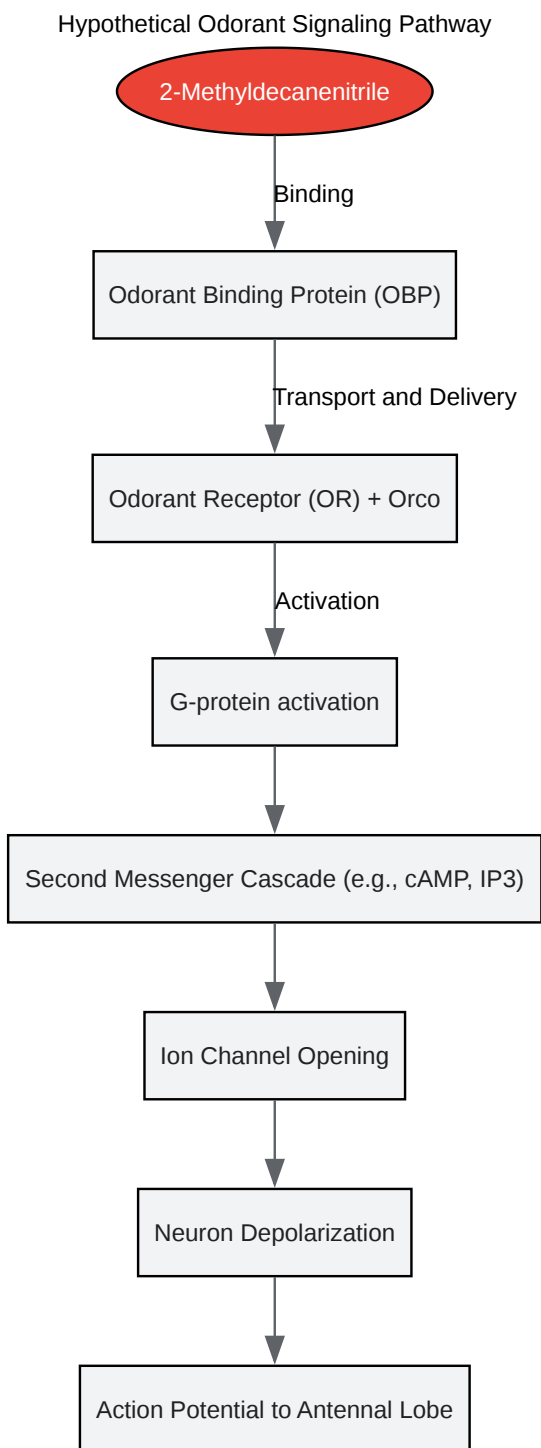 Hypothetical Odorant Signaling Pathway
2-Methyldecanenitrile
Binding
Odorant Binding Protein (OBP)
Transport and Delivery
Odorant Receptor (OR) + Orco
Activation
G-protein activation
Second Messenger Cascade (e.g., cAMP, IP3)
Ion Channel Opening
Neuron Depolarization
Action Potential to Antennal Lobe